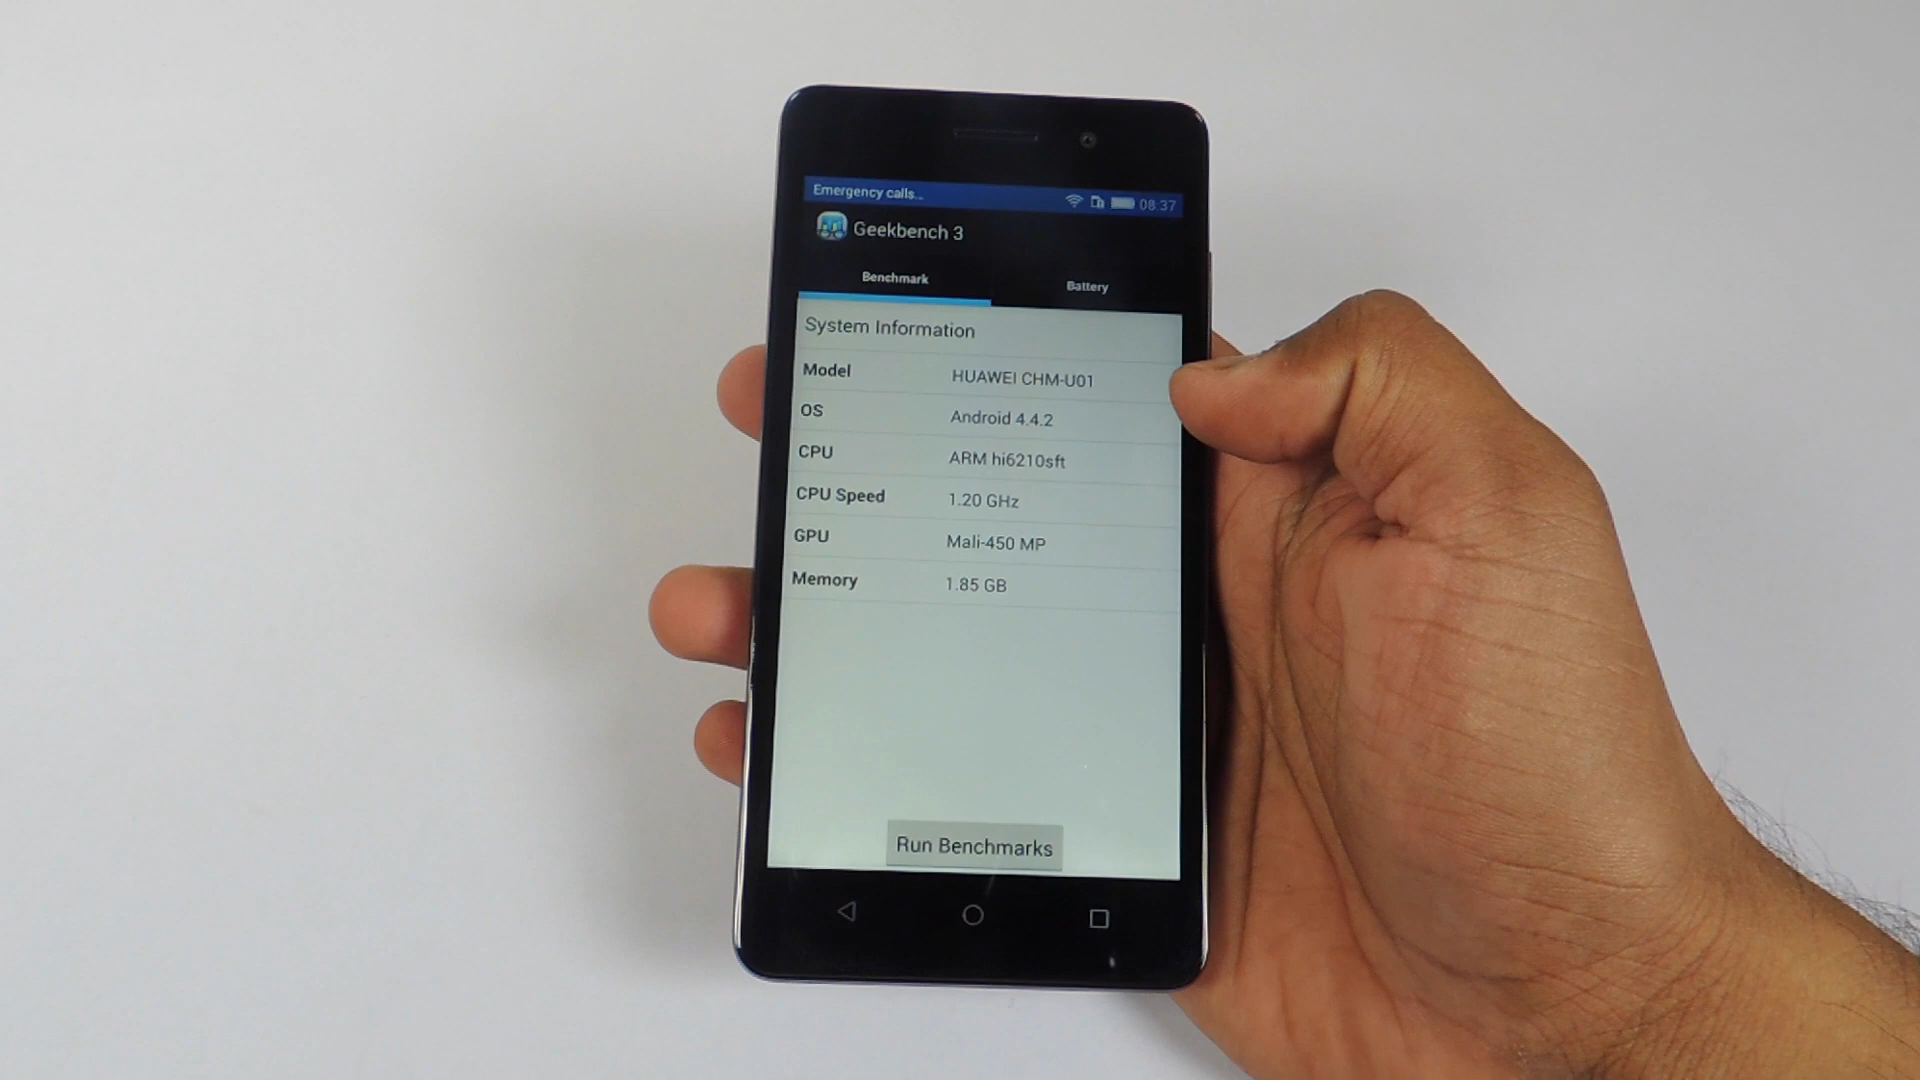 Emergency calls...
08:37
Geekbench 3
Benchmark
Battery
System Information
Model HUAWEI CHM-U01
OS Android 4.4.2
CPU ARM hi6210sft
CPU Speed 1.20 GHz
GPU Mali-450 MP
Memory 1.85 GB
Run Benchmarks